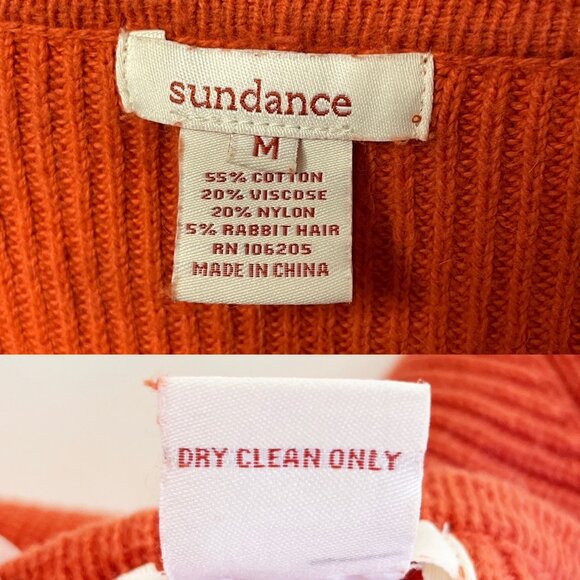 sundance
M
55% COTTON
20% VISCOSE
20% NYLON
5% RABBIT HAIR
RN 106205
MADE IN CHINA
DRY CLEAN ONLY